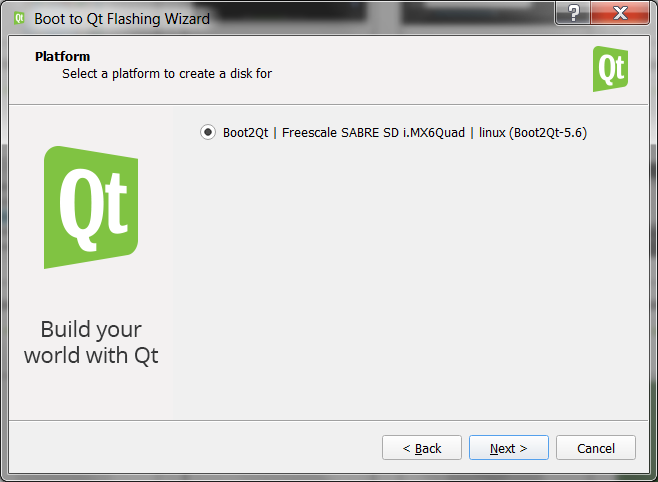 Boot to Qt Flashing Wizard
?
Platform
Select a platform to create a disk for
Qt
Boot2Qt | Freescale SABRE SD i.MX6Quad | linux (Boot2Qt-5.6)
Qt
Build your
world with Qt
< Back
Next >
Cancel